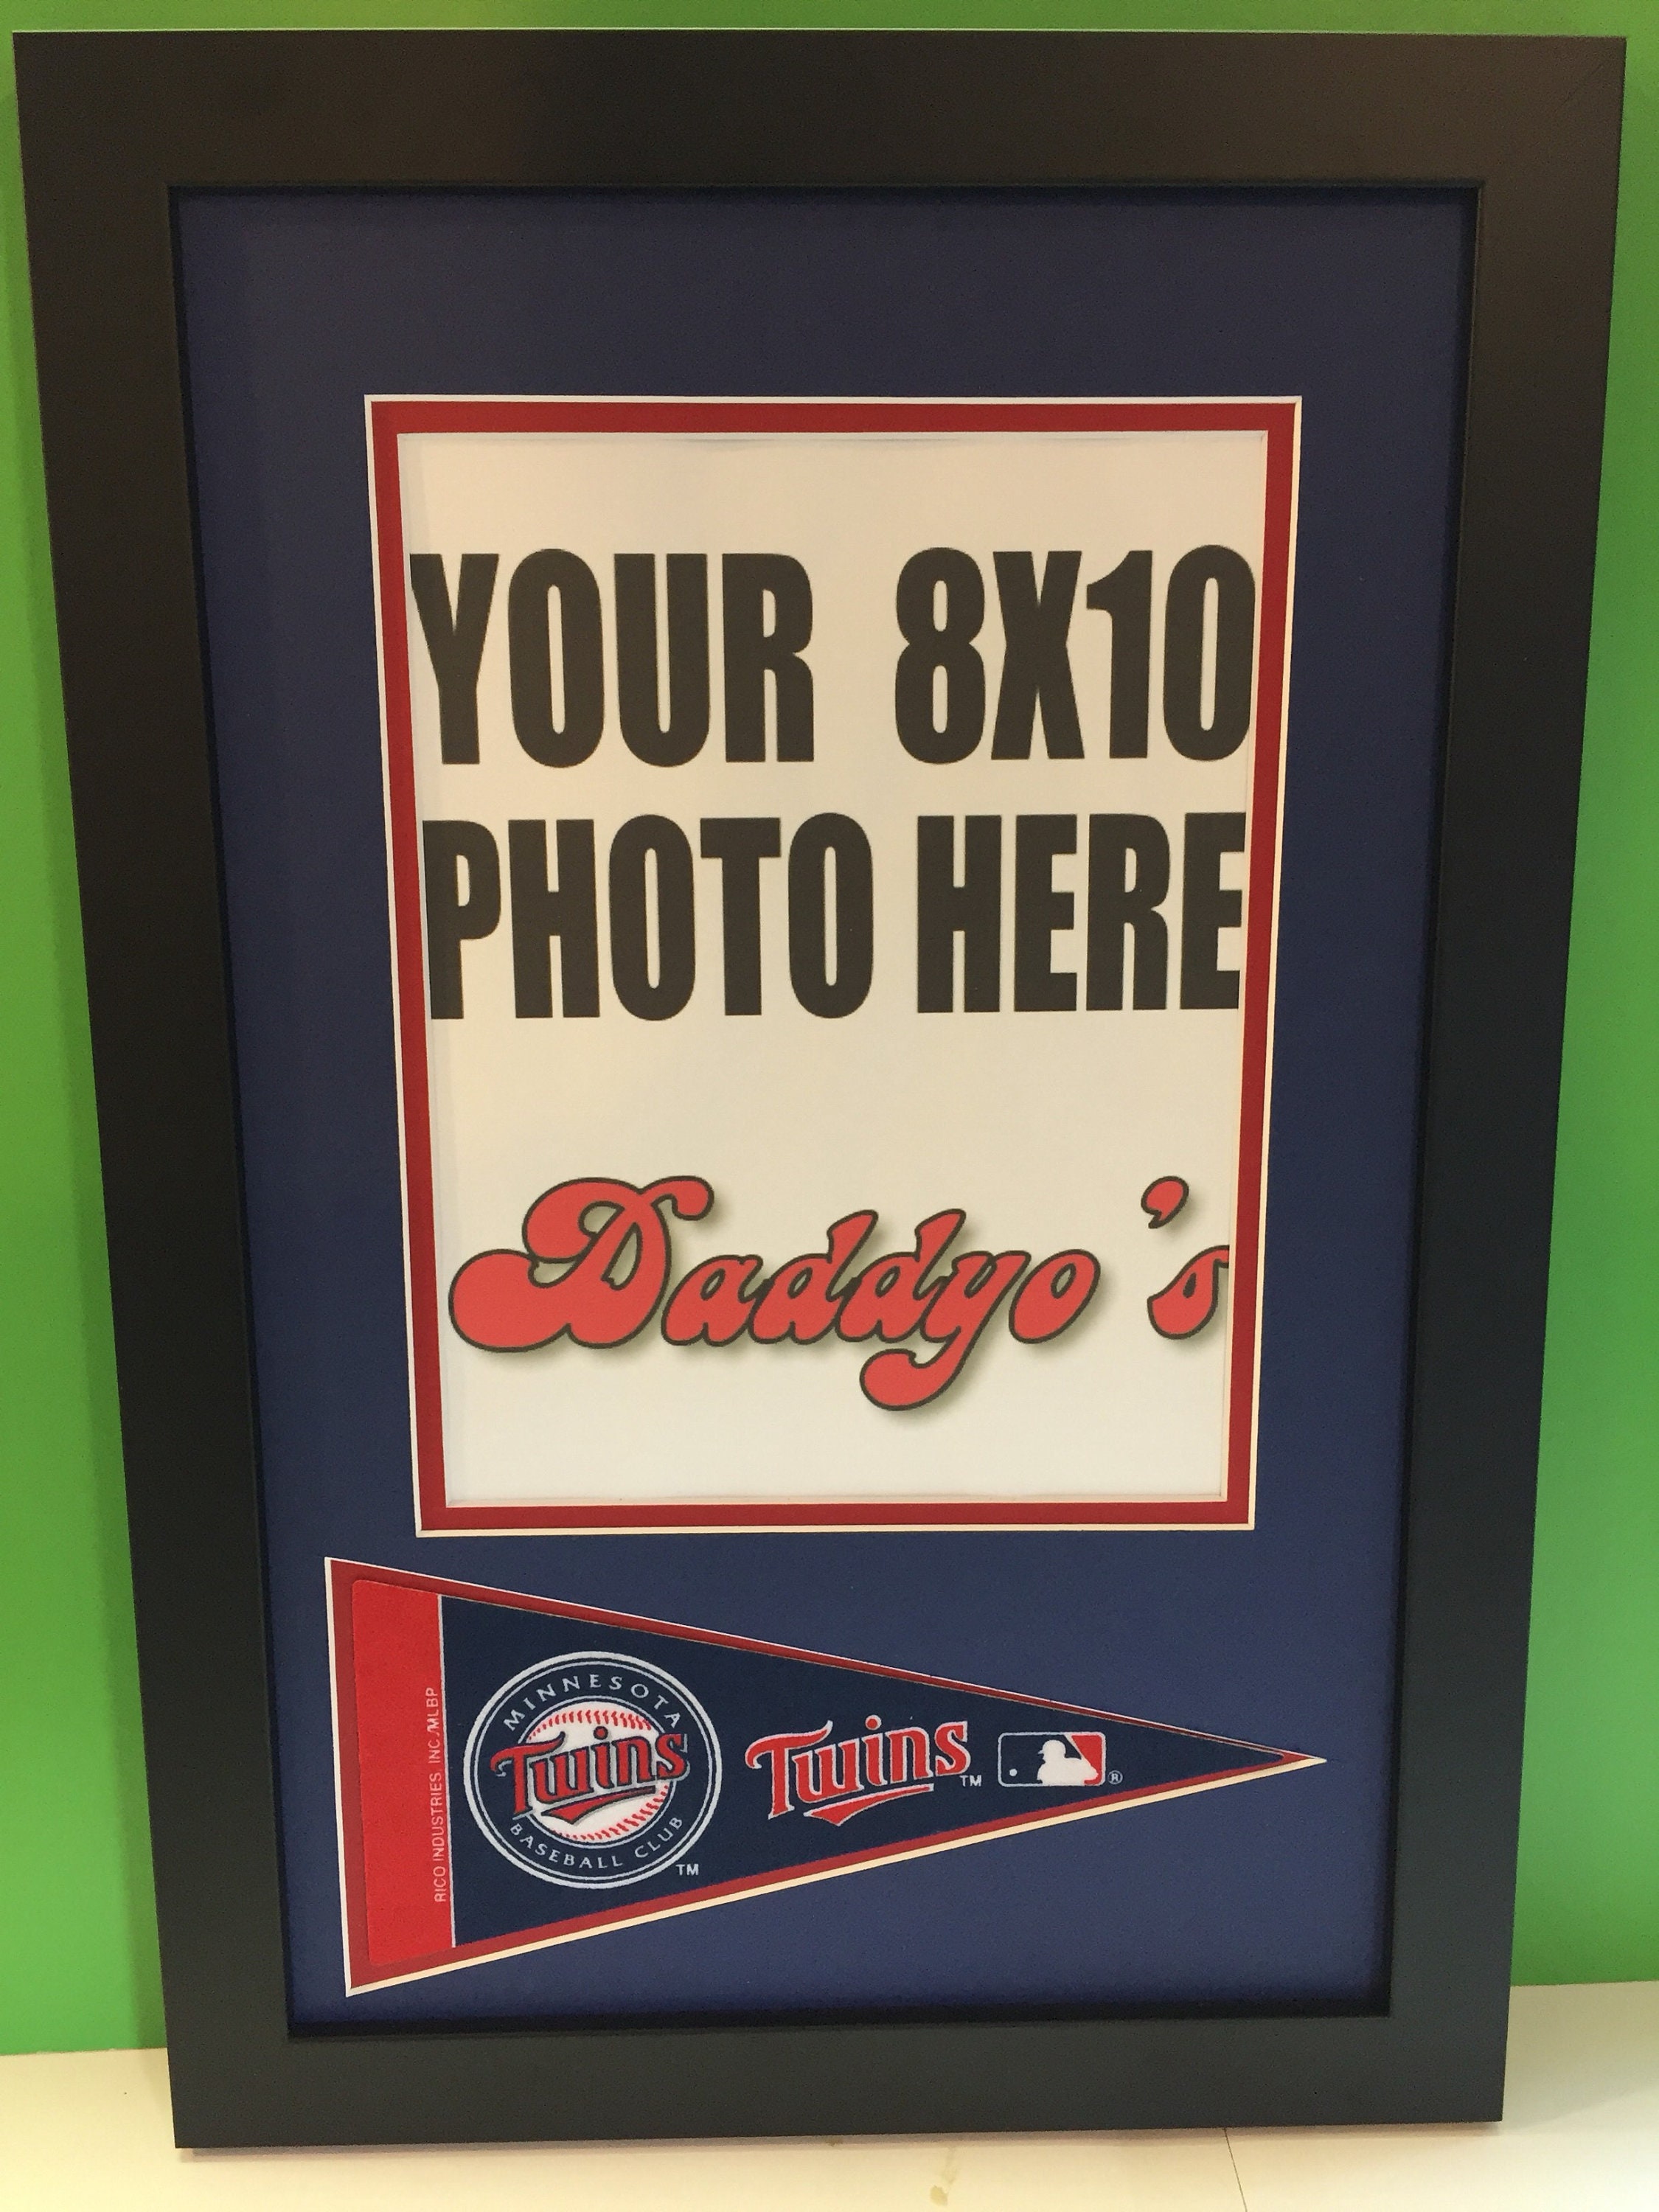 YOUR 8X10
PHOTO HERE
Daddyo's
RICO INDUSTRIES INC./MLBP
MINNESOTA
Twins
BASEBALL CLUB
TM
Twins TM ®